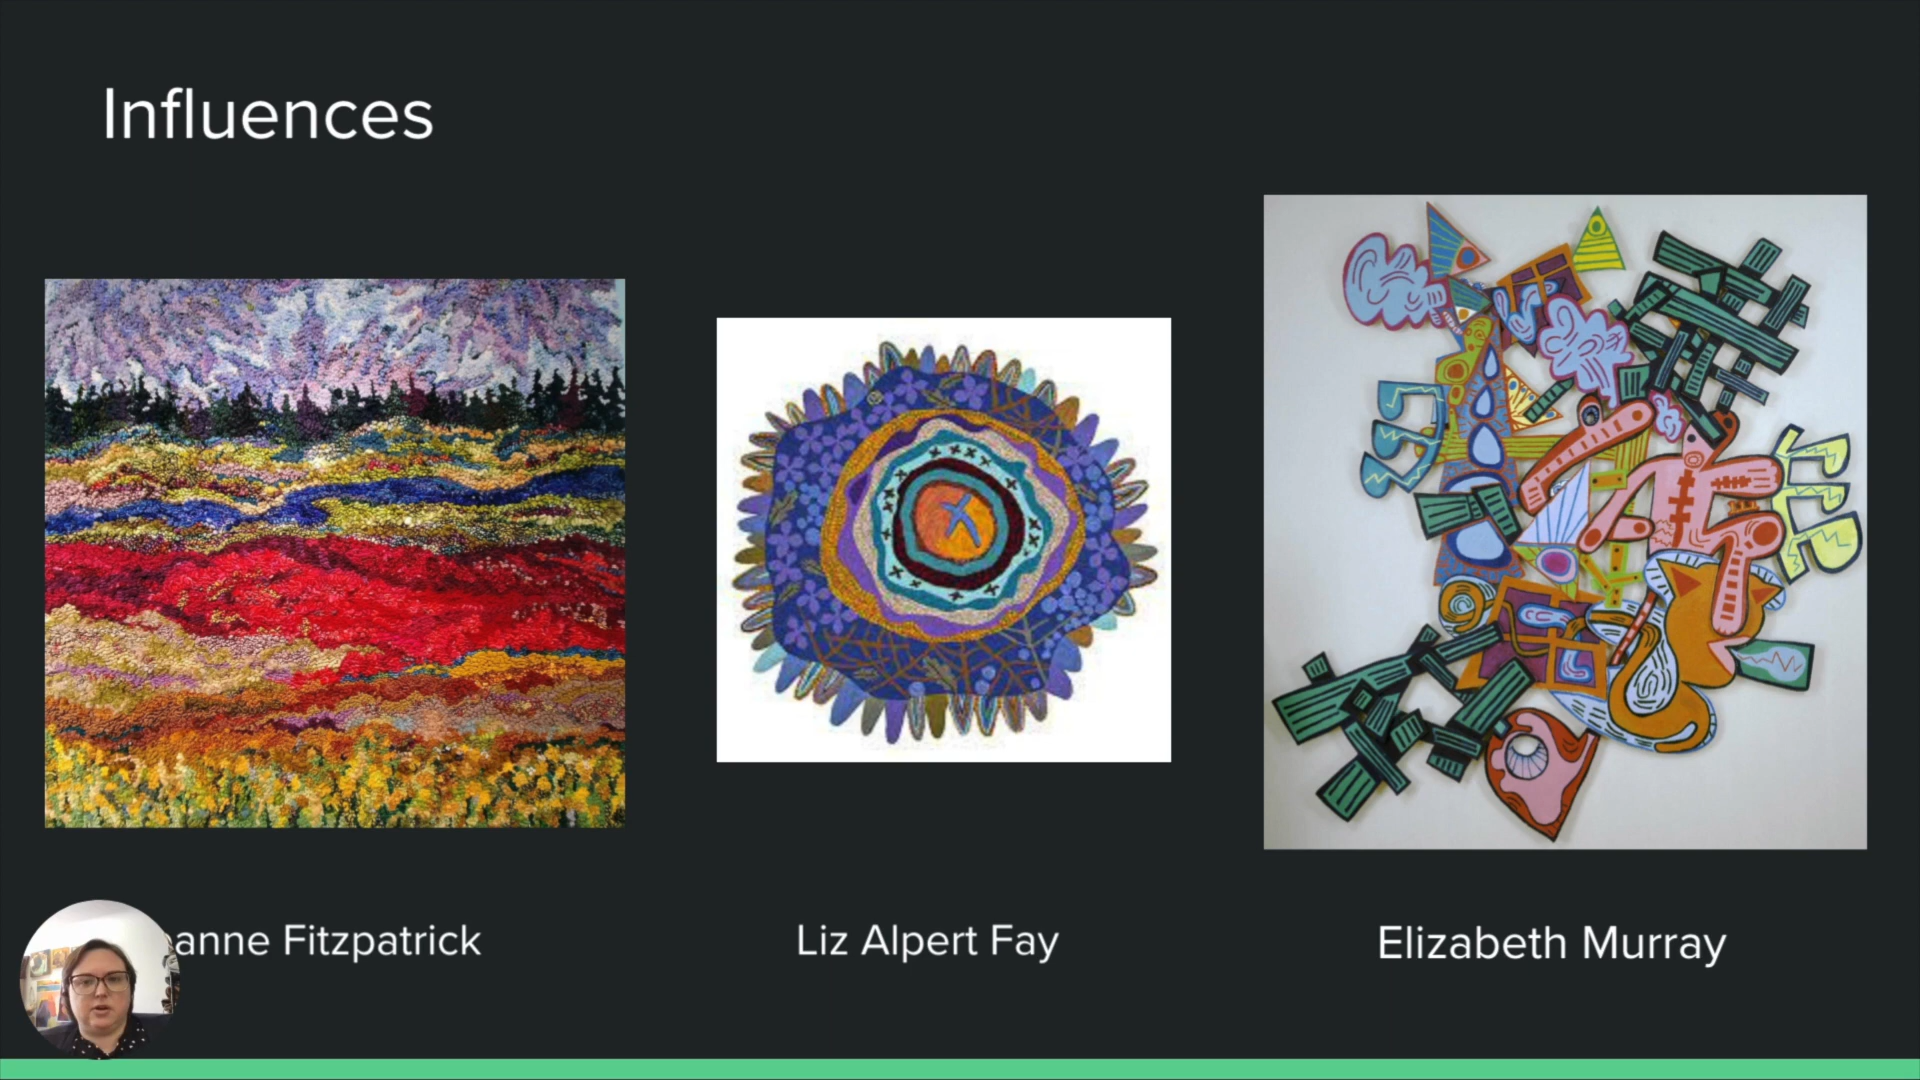 Influences
anne Fitzpatrick
Liz Alpert Fay
Elizabeth Murray